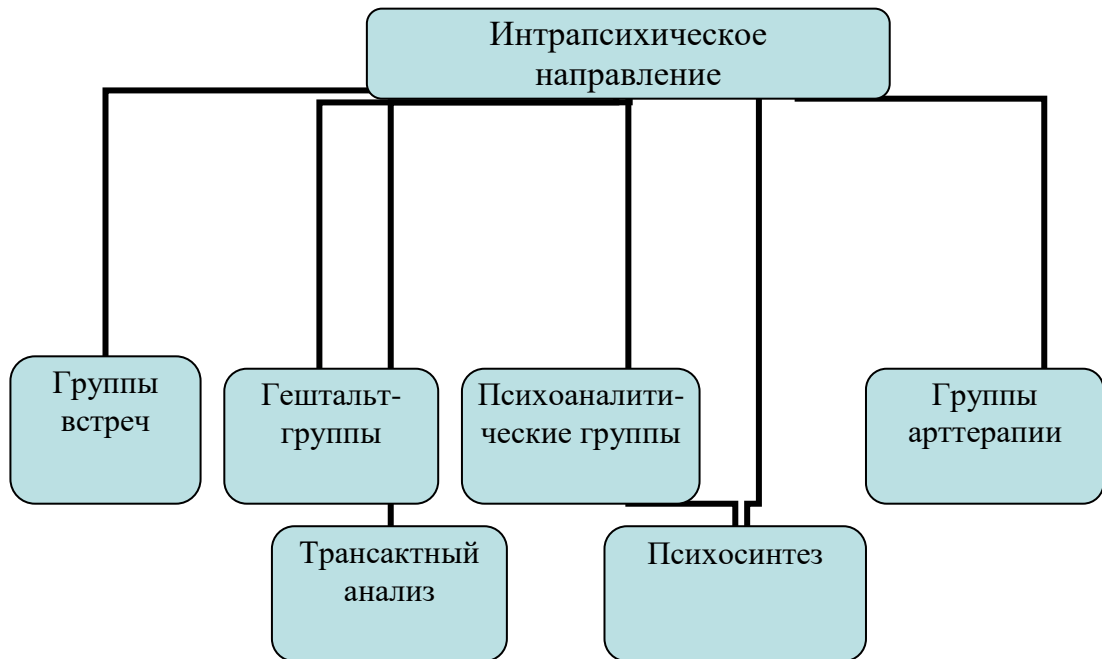 Интрапсихическое
направление
Группы
встреч
Гештальт-
группы
Психоаналити-
ческие группы
Группы
арттерапии
Трансактный
анализ
Психосинтез